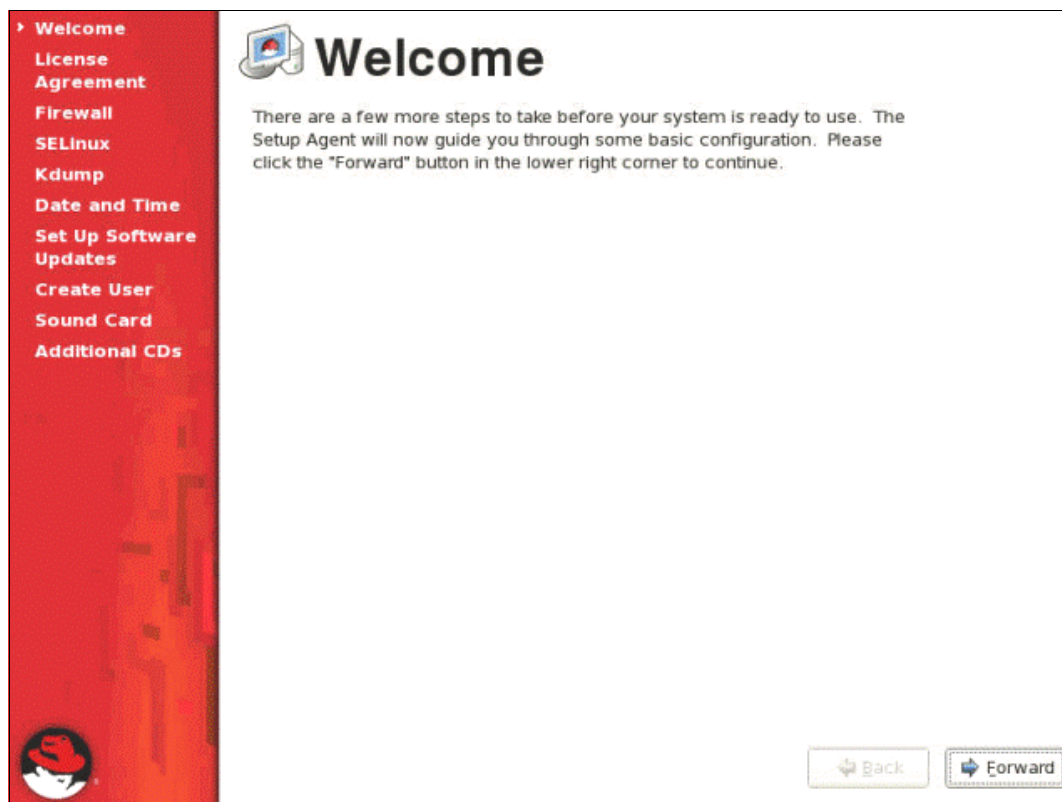 Welcome
License
Agreement
Firewall
SELinux
Kdump
Date and Time
Set Up Software
Updates
Create User
Sound Card
Additional CDs
Welcome
There are a few more steps to take before your system is ready to use.  The
Setup Agent will now guide you through some basic configuration.  Please
click the "Forward" button in the lower right corner to continue.
Back
Forward